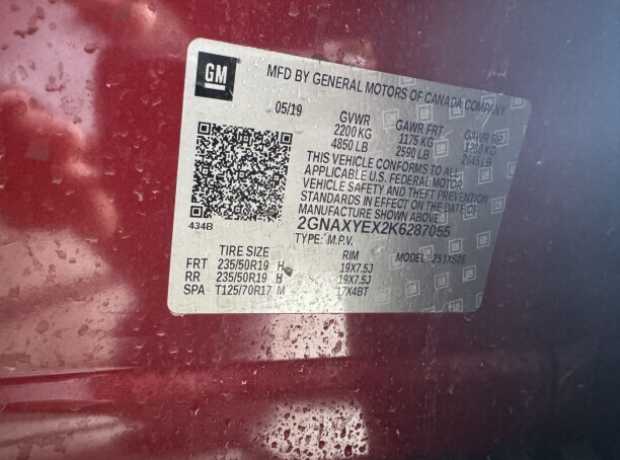 GM
MFD BY GENERAL MOTORS OF CANADA COMPANY
05/19 GVWR GAWR FRT GAWR RR
2200 KG 1175 KG
4850 LB 2590 LB
THIS VEHICLE CONFORMS TO ALL
APPLICABLE U.S. FEDERAL MOTOR
VEHICLE SAFETY AND THEFT PREVENTION
STANDARDS IN EFFECT ON THE DATE OF
MANUFACTURE SHOWN ABOVE.
434B 2GNAXYEX2K6287055
TYPE: M.P.V. MODEL:
TIRE SIZE RIM
FRT 235/50R19 H 19X7.5J
RR 235/50R19 H 19X7.5J
SPA T125/70R17 M 17X4BT